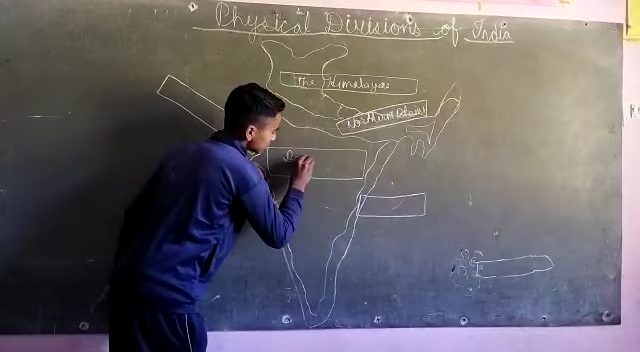 Physical Divisions of India
The Himalayas
Northern Plains